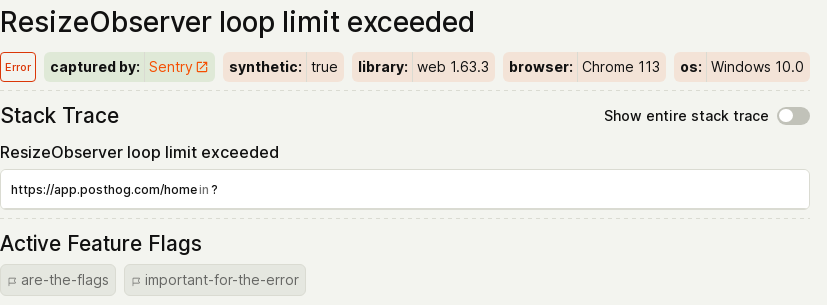 ResizeObserver loop limit exceeded
Error captured by: Sentry synthetic: true library: web 1.63.3 browser: Chrome 113 os: Windows 10.0
Stack Trace Show entire stack trace
ResizeObserver loop limit exceeded
https://app.posthog.com/home in ?
Active Feature Flags
are-the-flags important-for-the-error